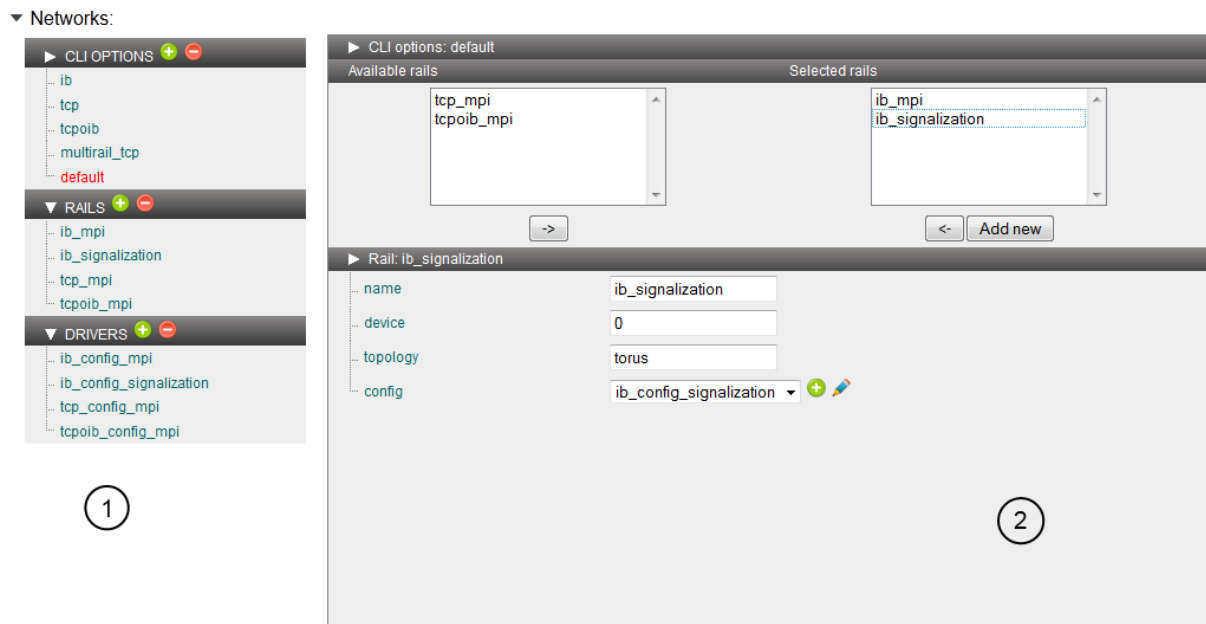 Networks:
CLI OPTIONS
ib
tcp
tcpoib
multirail_tcp
default
RAILS
ib_mpi
ib_signalization
tcp_mpi
tcpoib_mpi
DRIVERS
ib_config_mpi
ib_config_signalization
tcp_config_mpi
tcpoib_config_mpi
1
CLI options: default
Available rails Selected rails
tcp_mpi
tcpoib_mpi
ib_mpi
ib_signalization
-> <- Add new
Rail: ib_signalization
name ib_signalization
device 0
topology torus
config ib_config_signalization
2